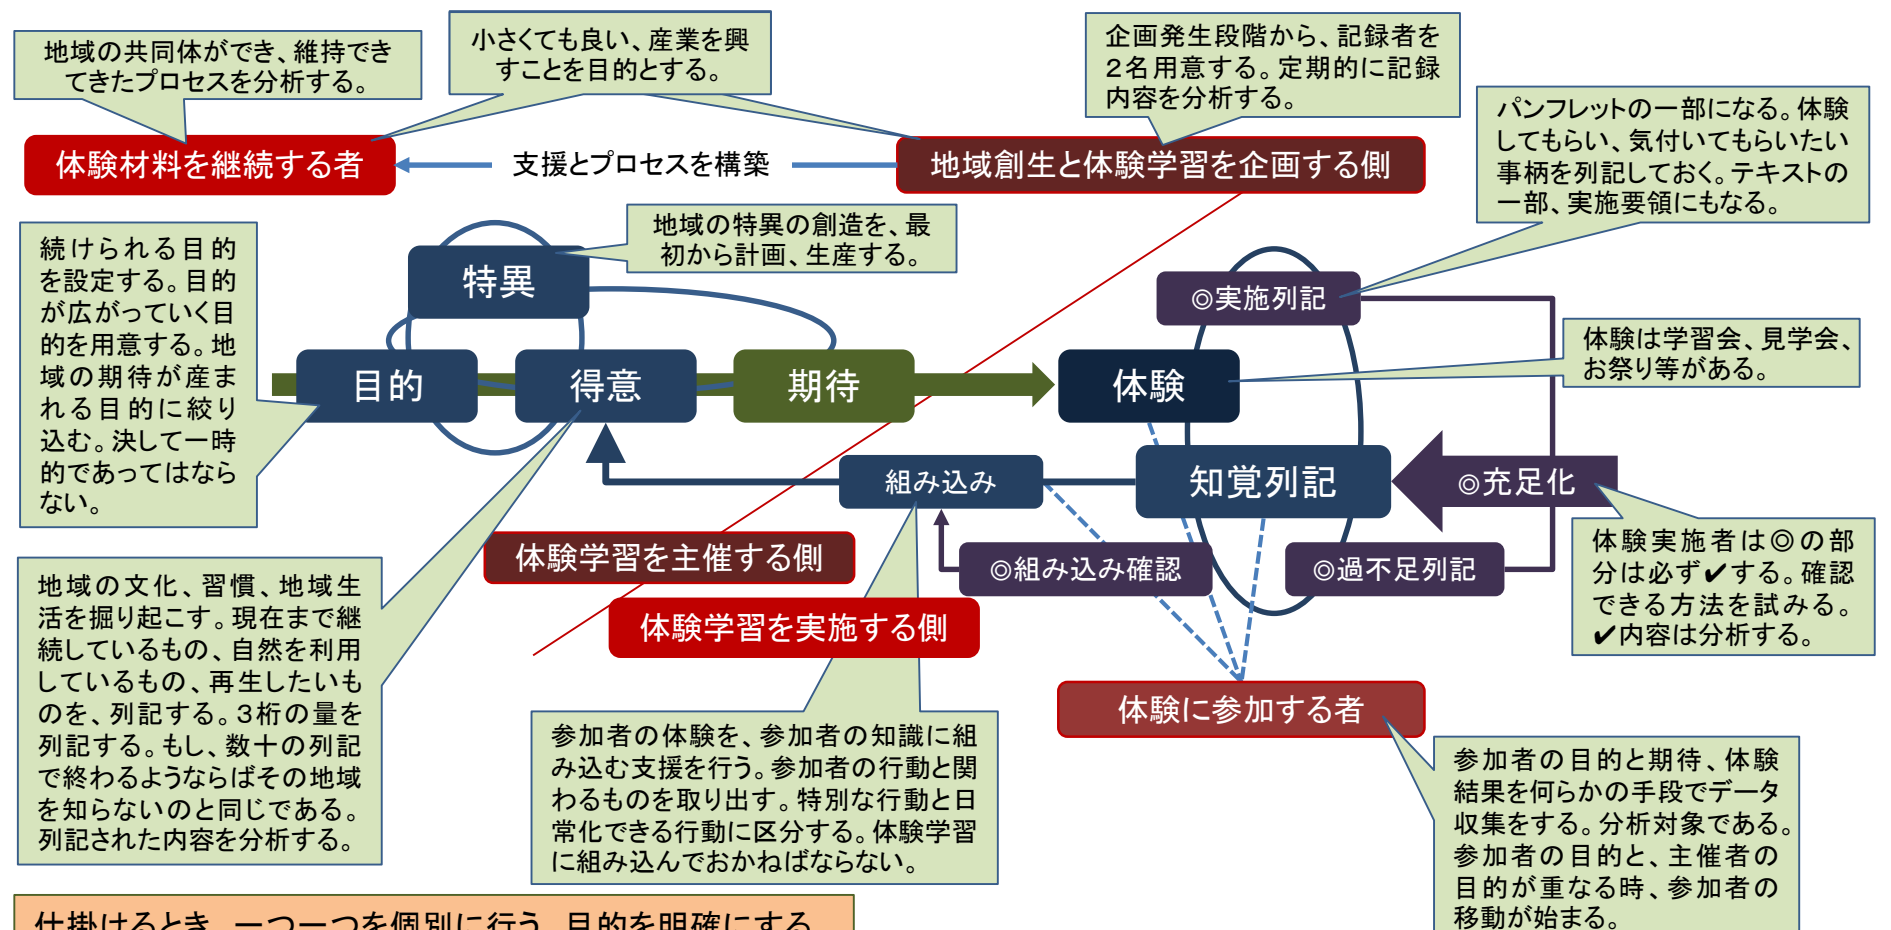 地域の共同体ができ、維持でき
てきたプロセスを分析する。
小さくても良い、産業を興
すことを目的とする。
企画発生段階から、記録者を
2名用意する。定期的に記録
内容を分析する。
パンフレットの一部になる。体験
してもらい、気付いてもらいたい
事柄を列記しておく。テキストの
一部、実施要領にもなる。
体験材料を継続する者
支援とプロセスを構築
地域創生と体験学習を企画する側
続けられる目的
を設定する。目的
が広がっていく目
的を用意する。地
域の期待が産ま
れる目的に絞り
込む。決して一時
的であってはなら
ない。
特異
地域の特異の創造を、最
初から計画、生産する。
◎実施列記
体験は学習会、見学会、
お祭り等がある。
目的
得意
期待
体験
組み込み
知覚列記
◎充足化
体験学習を主催する側
◎組み込み確認
◎過不足列記
体験実施者は◎の部
分は必ず✔する。確認
できる方法を試みる。
✔内容は分析する。
地域の文化、習慣、地域生
活を掘り起こす。現在まで継
続しているもの、自然を利用
しているもの、再生したいも
のを、列記する。3桁の量を
列記する。もし、数十の列記
で終わるようならばその地域
を知らないのと同じである。
列記された内容を分析する。
体験学習を実施する側
体験に参加する者
参加者の体験を、参加者の知識に組
み込む支援を行う。参加者の行動と関
わるものを取り出す。特別な行動と日
常化できる行動に区分する。体験学習
に組み込んでおかねばならない。
参加者の目的と期待、体験
結果を何らかの手段でデータ
収集をする。分析対象である。
参加者の目的と、主催者の
目的が重なる時、参加者の
移動が始まる。
仕掛けるとき、一つ一つを個別に行う。目的を明確にする